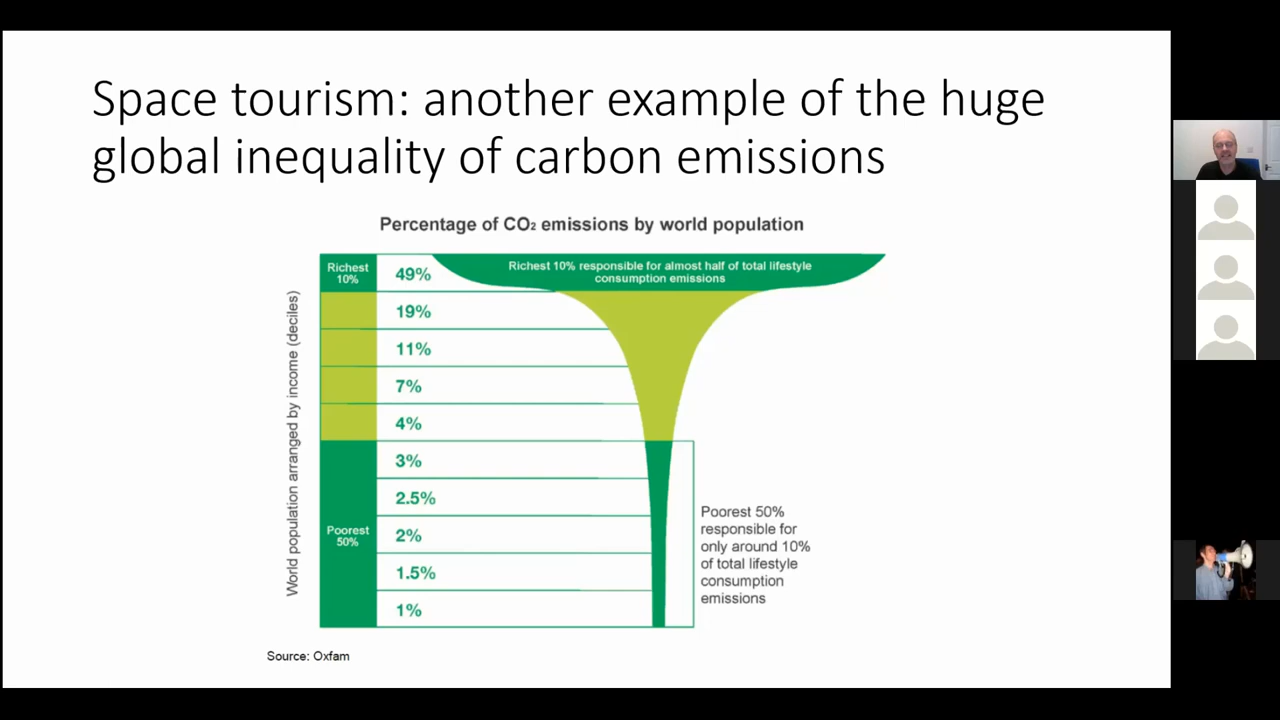 Space tourism: another example of the huge
global inequality of carbon emissions
Percentage of CO₂ emissions by world population
World population arranged by income (deciles)
Richest
10%
49%
Richest 10% responsible for almost half of total lifestyle
consumption emissions
19%
11%
7%
4%
3%
2.5%
Poorest
50%
2%
1.5%
1%
Poorest 50%
responsible for
only around 10%
of total lifestyle
consumption
emissions
Source: Oxfam